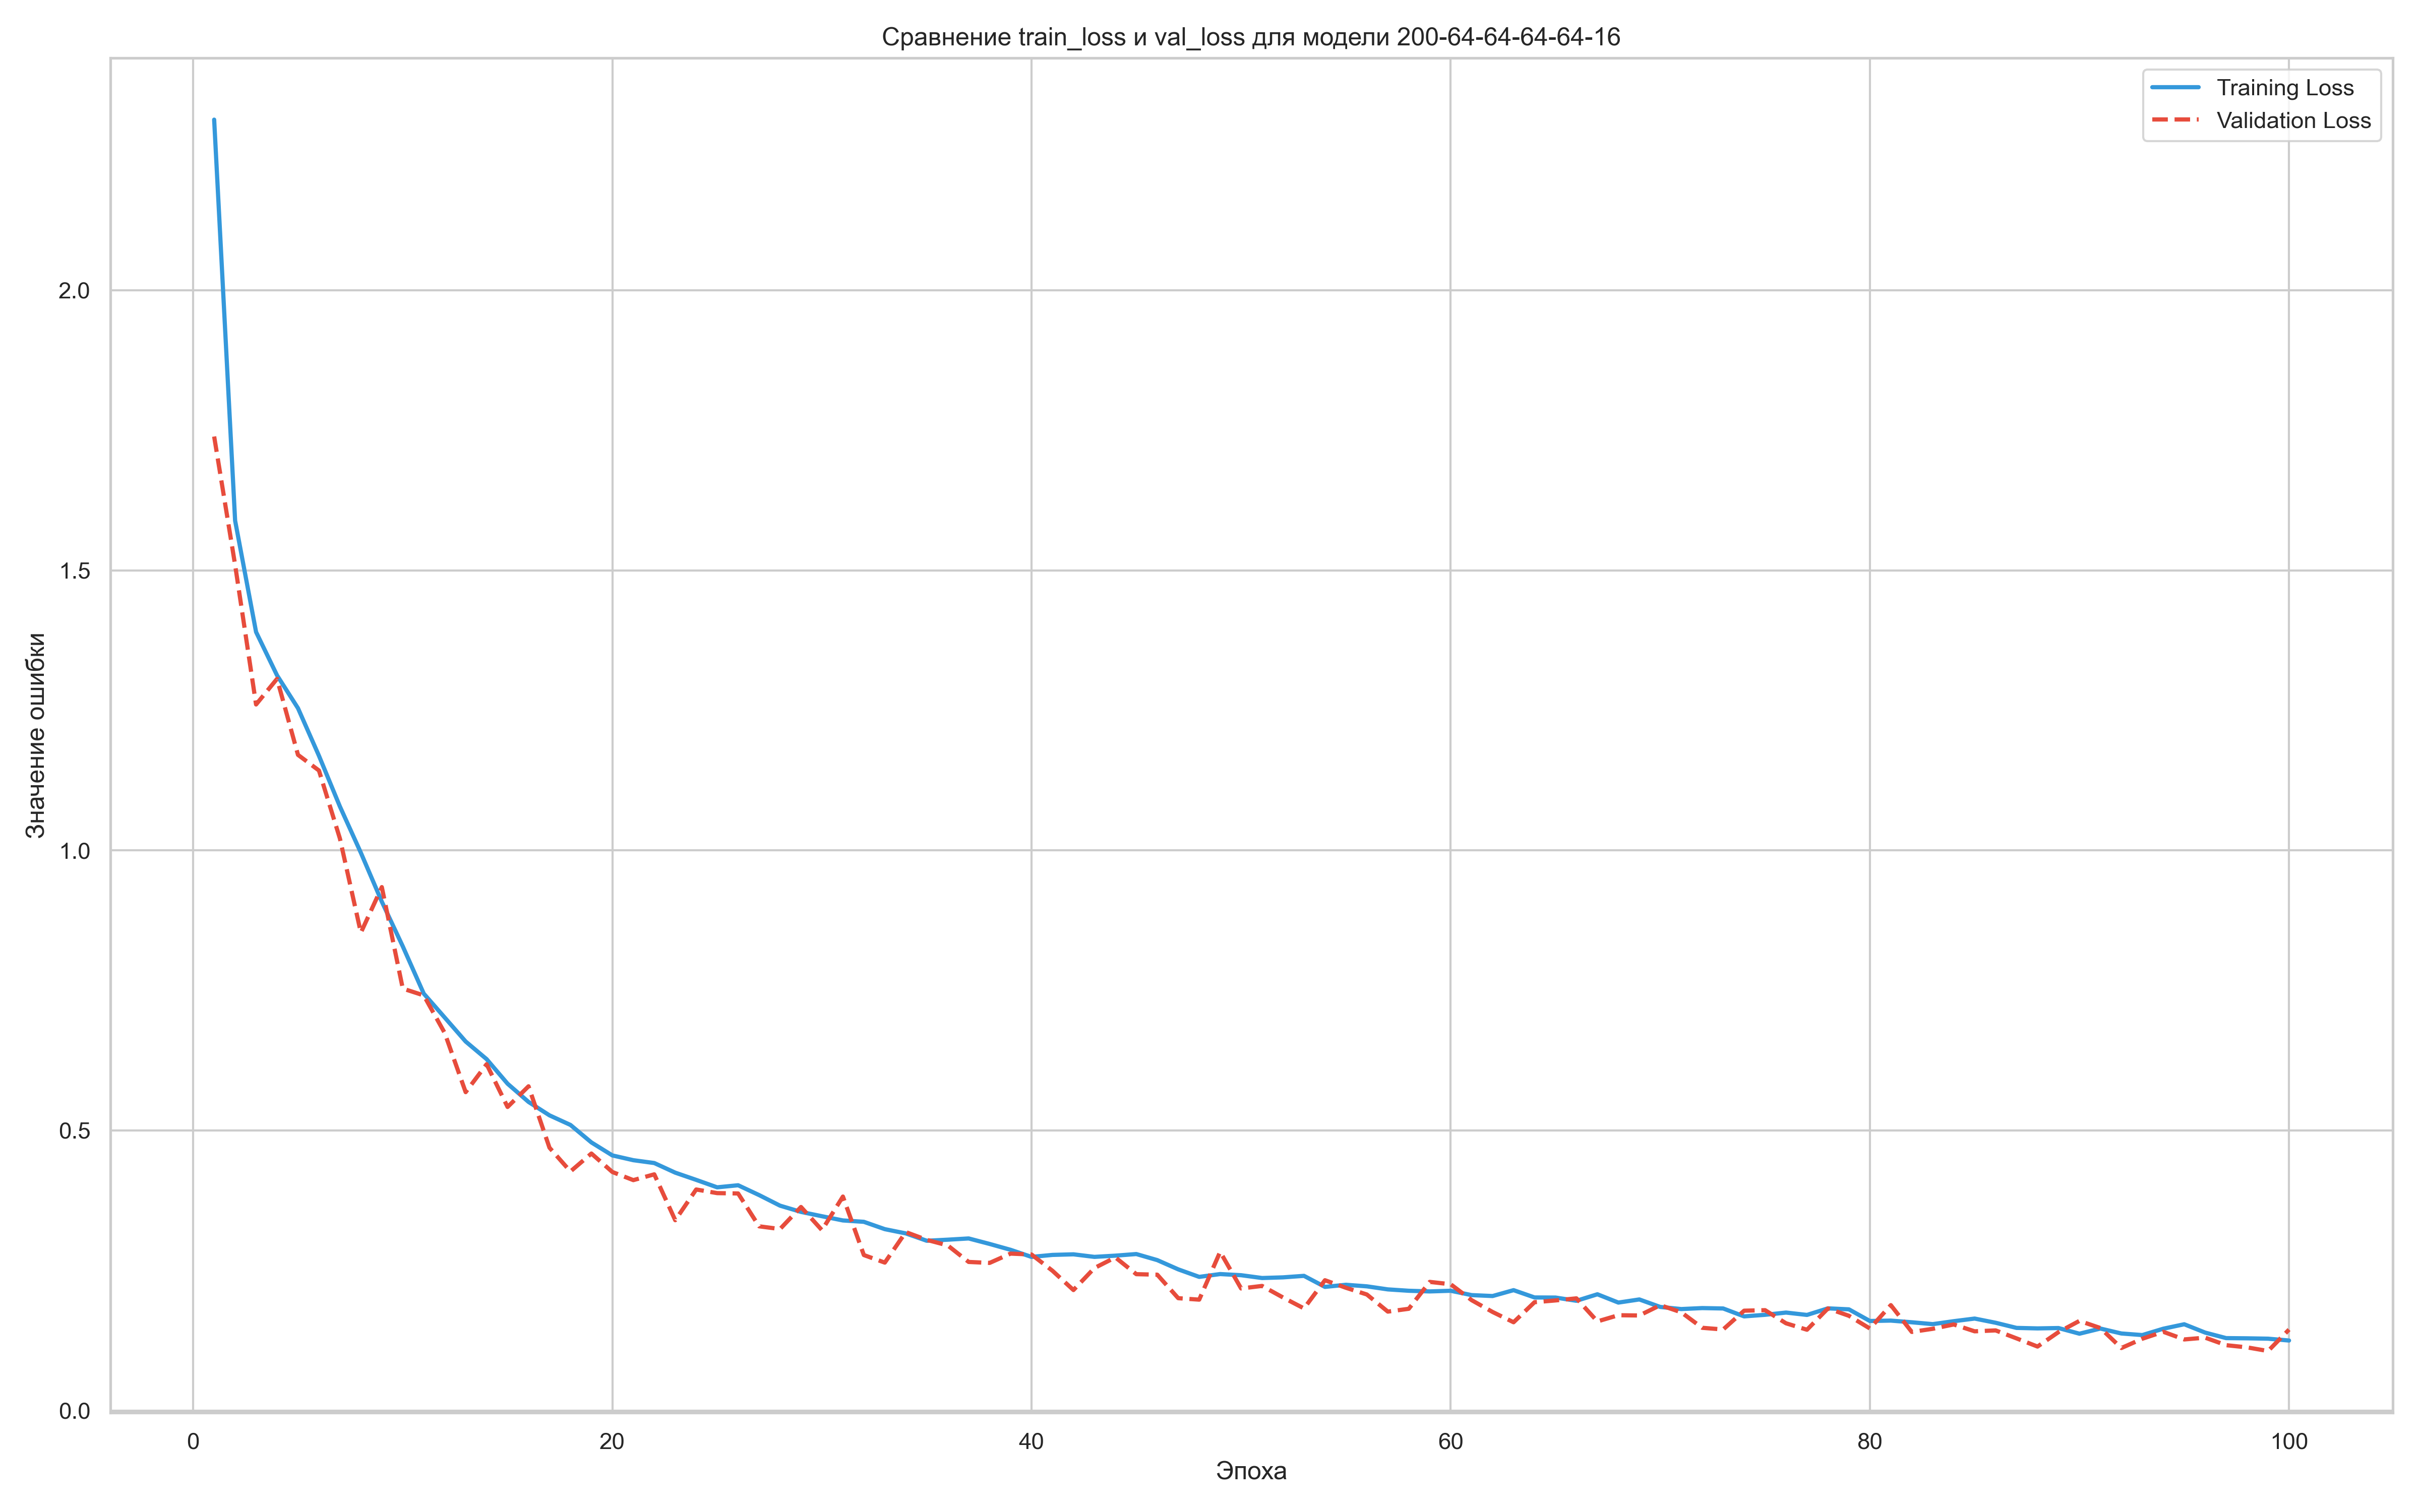 Сравнение train_loss и val_loss для модели 200-64-64-64-64-16
Training Loss
Validation Loss
Значение ошибки
2.0
1.5
1.0
0.5
0.0
0 20 40 60 80 100
Эпоха